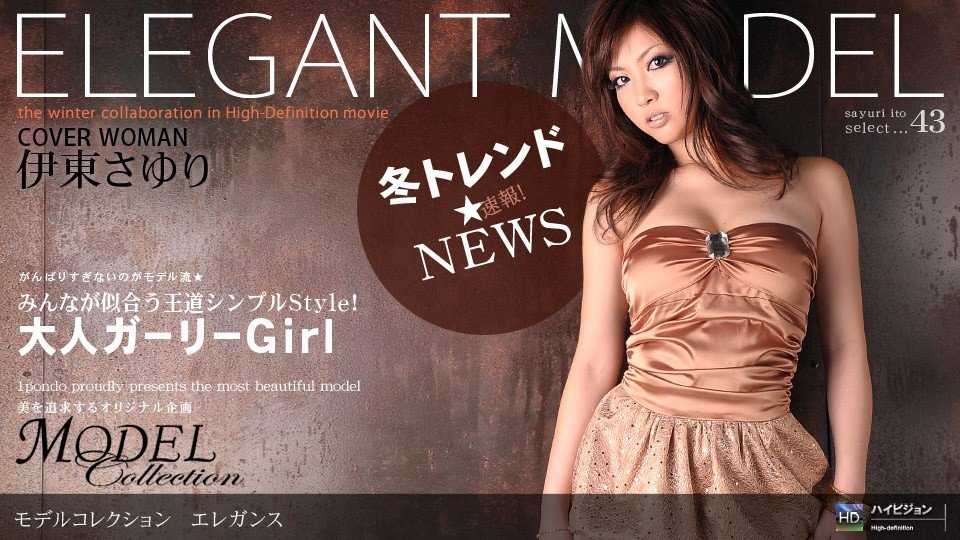 ELEGANT MODEL
the winter collaboration in High-Definition movie
COVER WOMAN
伊東さゆり
sayuri ito
select...43
冬トレンド
★速報!
NEWS
がんばりすぎないのがモデル流★
みんなが似合う王道シンプルStyle!
大人ガーリーGirl
1pondo proudly presents the most beautiful model
美を追求するオリジナル企画
MODEL
Collection
モデルコレクション エレガンス
HD ハイビジョン
High-definition